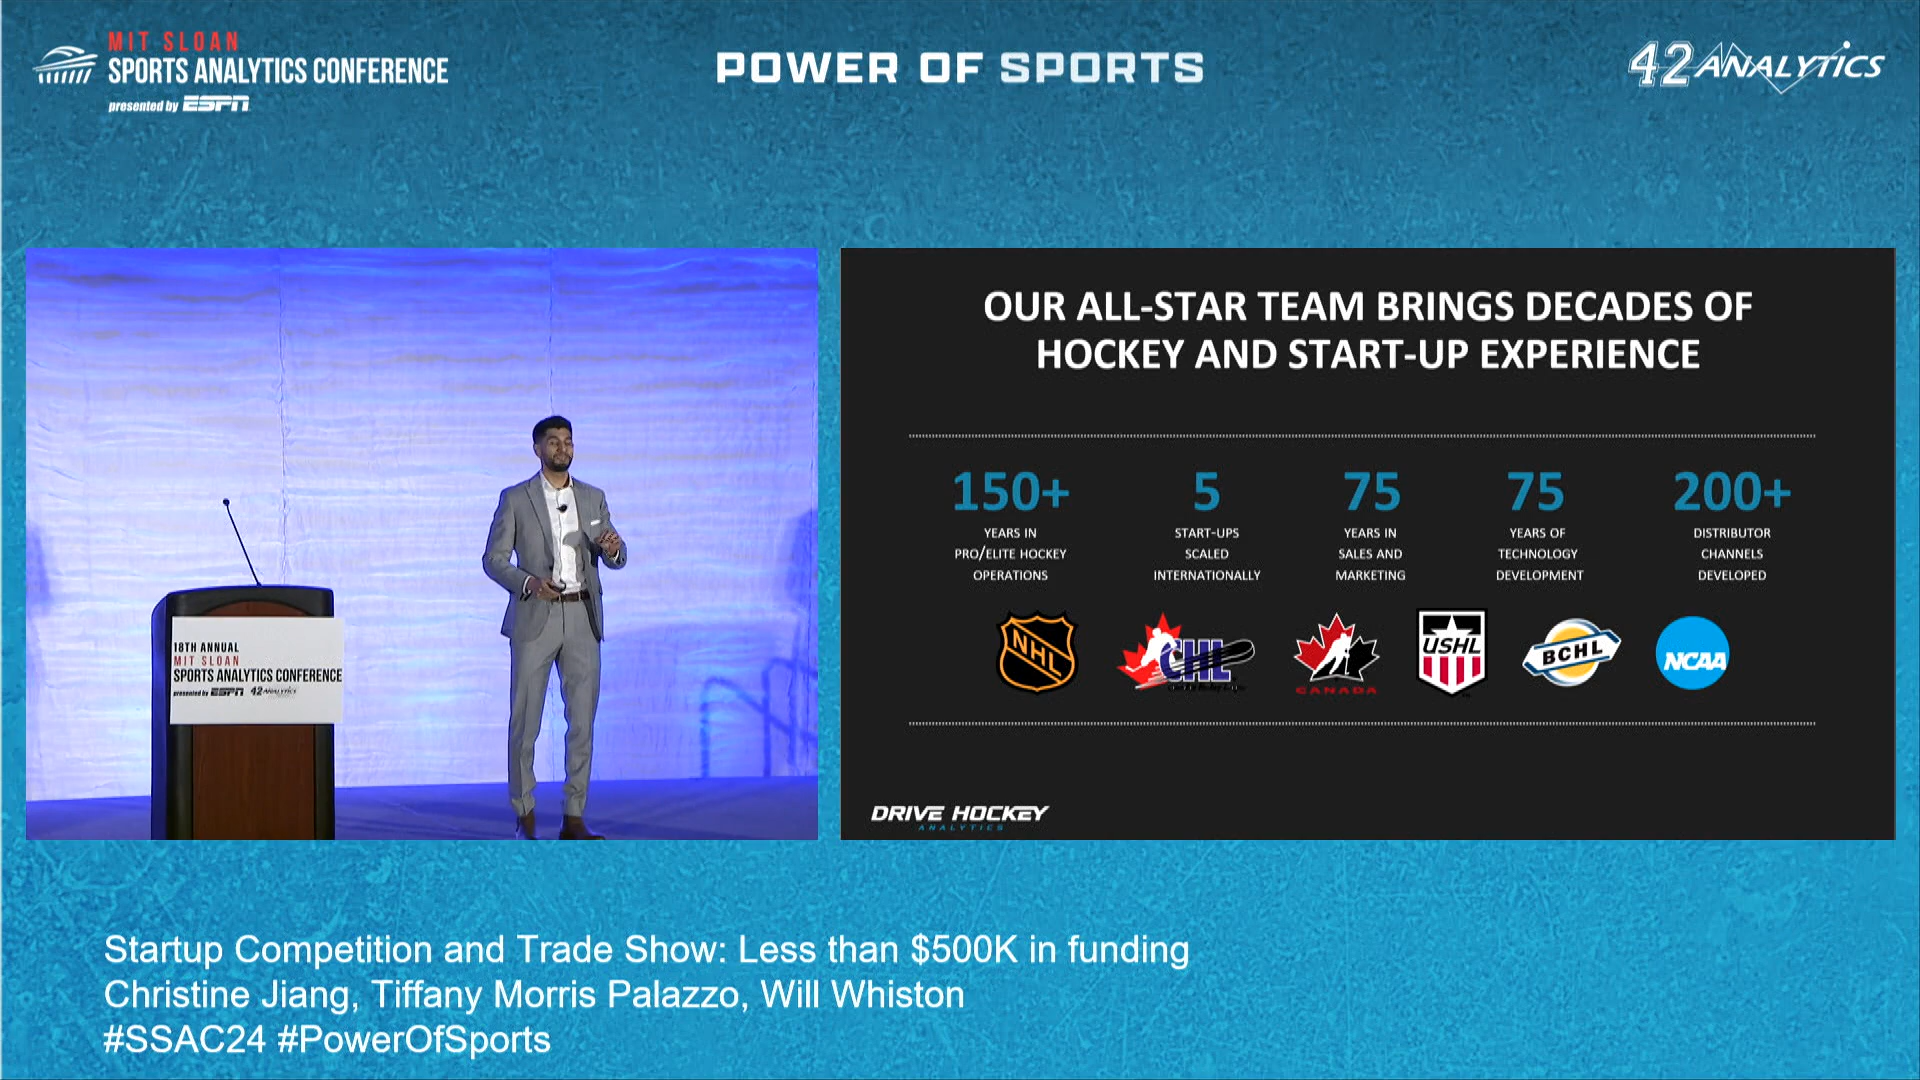 MIT SLOAN
SPORTS ANALYTICS CONFERENCE
presented by ESPN
POWER OF SPORTS
42 ANALYTICS
18TH ANNUAL
MIT SLOAN
SPORTS ANALYTICS CONFERENCE
presented by ESPN 42 ANALYTICS
OUR ALL-STAR TEAM BRINGS DECADES OF
HOCKEY AND START-UP EXPERIENCE
150+
YEARS IN
PRO/ELITE HOCKEY
OPERATIONS
5
START-UPS
SCALED
INTERNATIONALLY
75
YEARS IN
SALES AND
MARKETING
75
YEARS OF
TECHNOLOGY
DEVELOPMENT
200+
DISTRIBUTOR
CHANNELS
DEVELOPED
NHL
CHL
CANADA
USHL
BCHL
NCAA
DRIVE HOCKEY
ANALYTICS
Startup Competition and Trade Show: Less than $500K in funding
Christine Jiang, Tiffany Morris Palazzo, Will Whiston
#SSAC24 #PowerOfSports